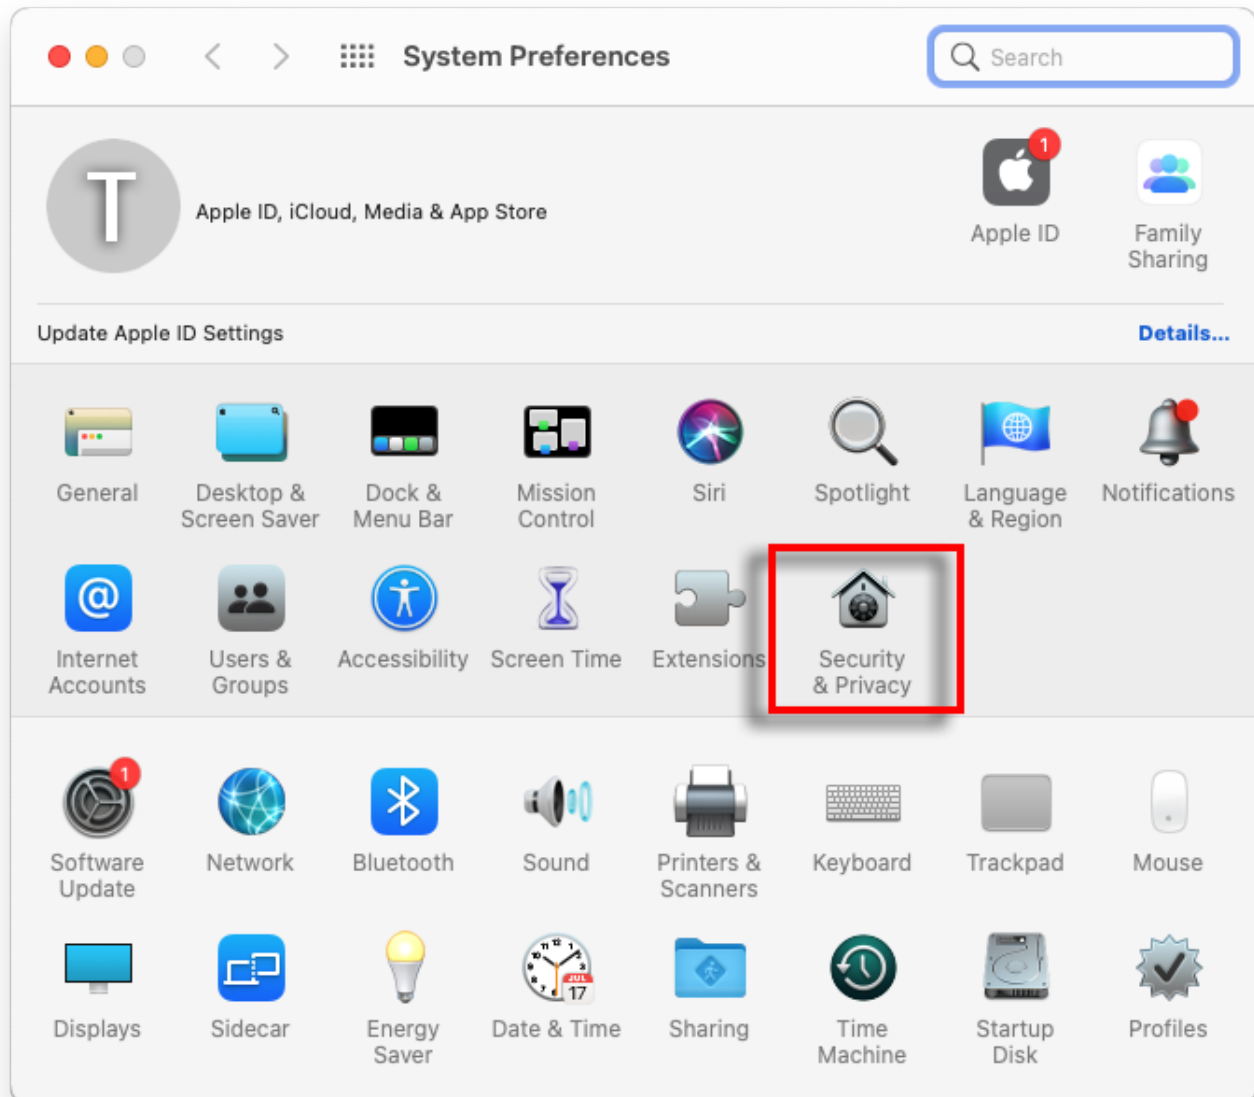 System Preferences
Search
T
Apple ID, iCloud, Media & App Store
1
Apple ID
Family
Sharing
Update Apple ID Settings
Details...
General
Desktop &
Screen Saver
Dock &
Menu Bar
Mission
Control
Siri
Spotlight
Language
& Region
Notifications
@
Internet
Accounts
Users &
Groups
Accessibility
Screen Time
Extensions
Security
& Privacy
1
Software
Update
Network
Bluetooth
Sound
Printers &
Scanners
Keyboard
Trackpad
Mouse
Displays
Sidecar
Energy
Saver
JUL
17
Date & Time
Sharing
Time
Machine
Startup
Disk
Profiles